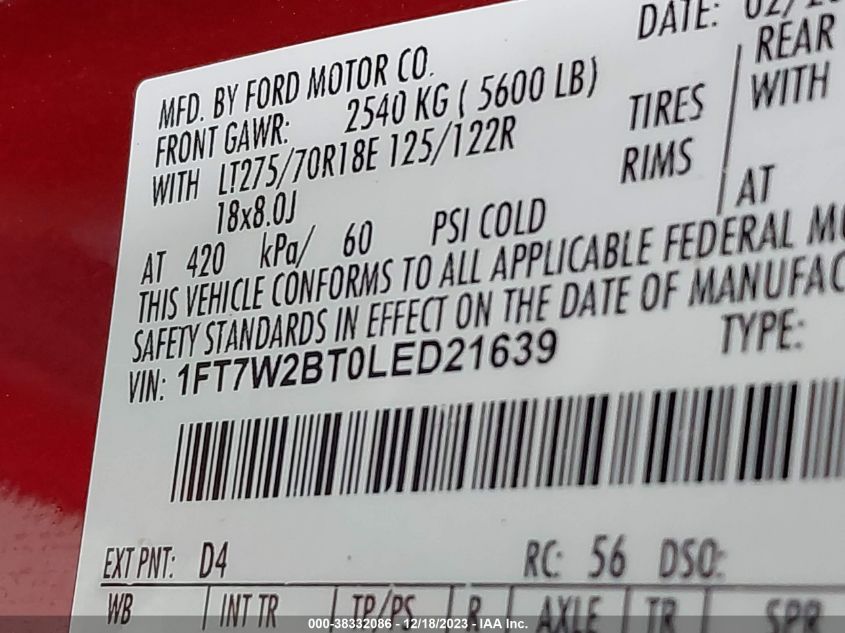 DATE: 02/20
MFD. BY FORD MOTOR CO.
FRONT GAWR: 2540 KG ( 5600 LB) REAR
WITH LT275/70R18E 125/122R TIRES WITH
18x8.0J RIMS
AT 420 kPa/ 60 PSI COLD AT
THIS VEHICLE CONFORMS TO ALL APPLICABLE FEDERAL
SAFETY STANDARDS IN EFFECT ON THE DATE OF
VIN: 1FT7W2BT0LED21639 TYPE:
EXT PNT: D4 RC: 56 DSO:
WB INT TR TP/PS R AXLE TR SPR
000-38332086 - 12/18/2023 - IAA Inc.